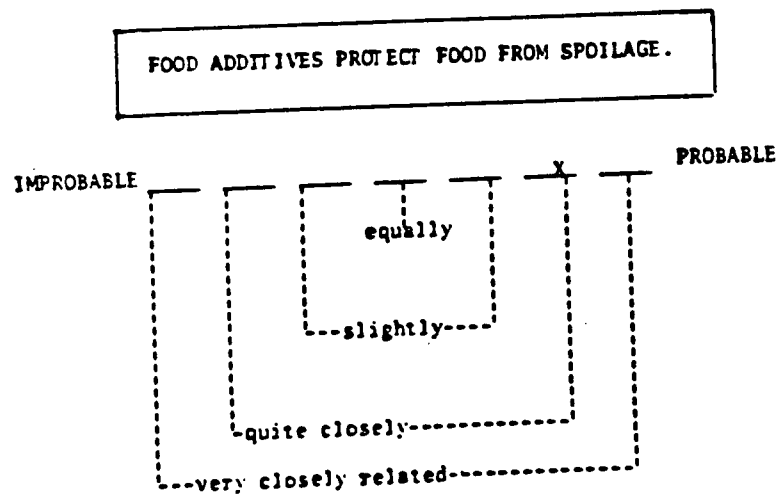 FOOD ADDITIVES PROTECT FOOD FROM SPOILAGE.
X
IMPROBABLE PROBABLE
equally
slightly
quite closely
very closely related